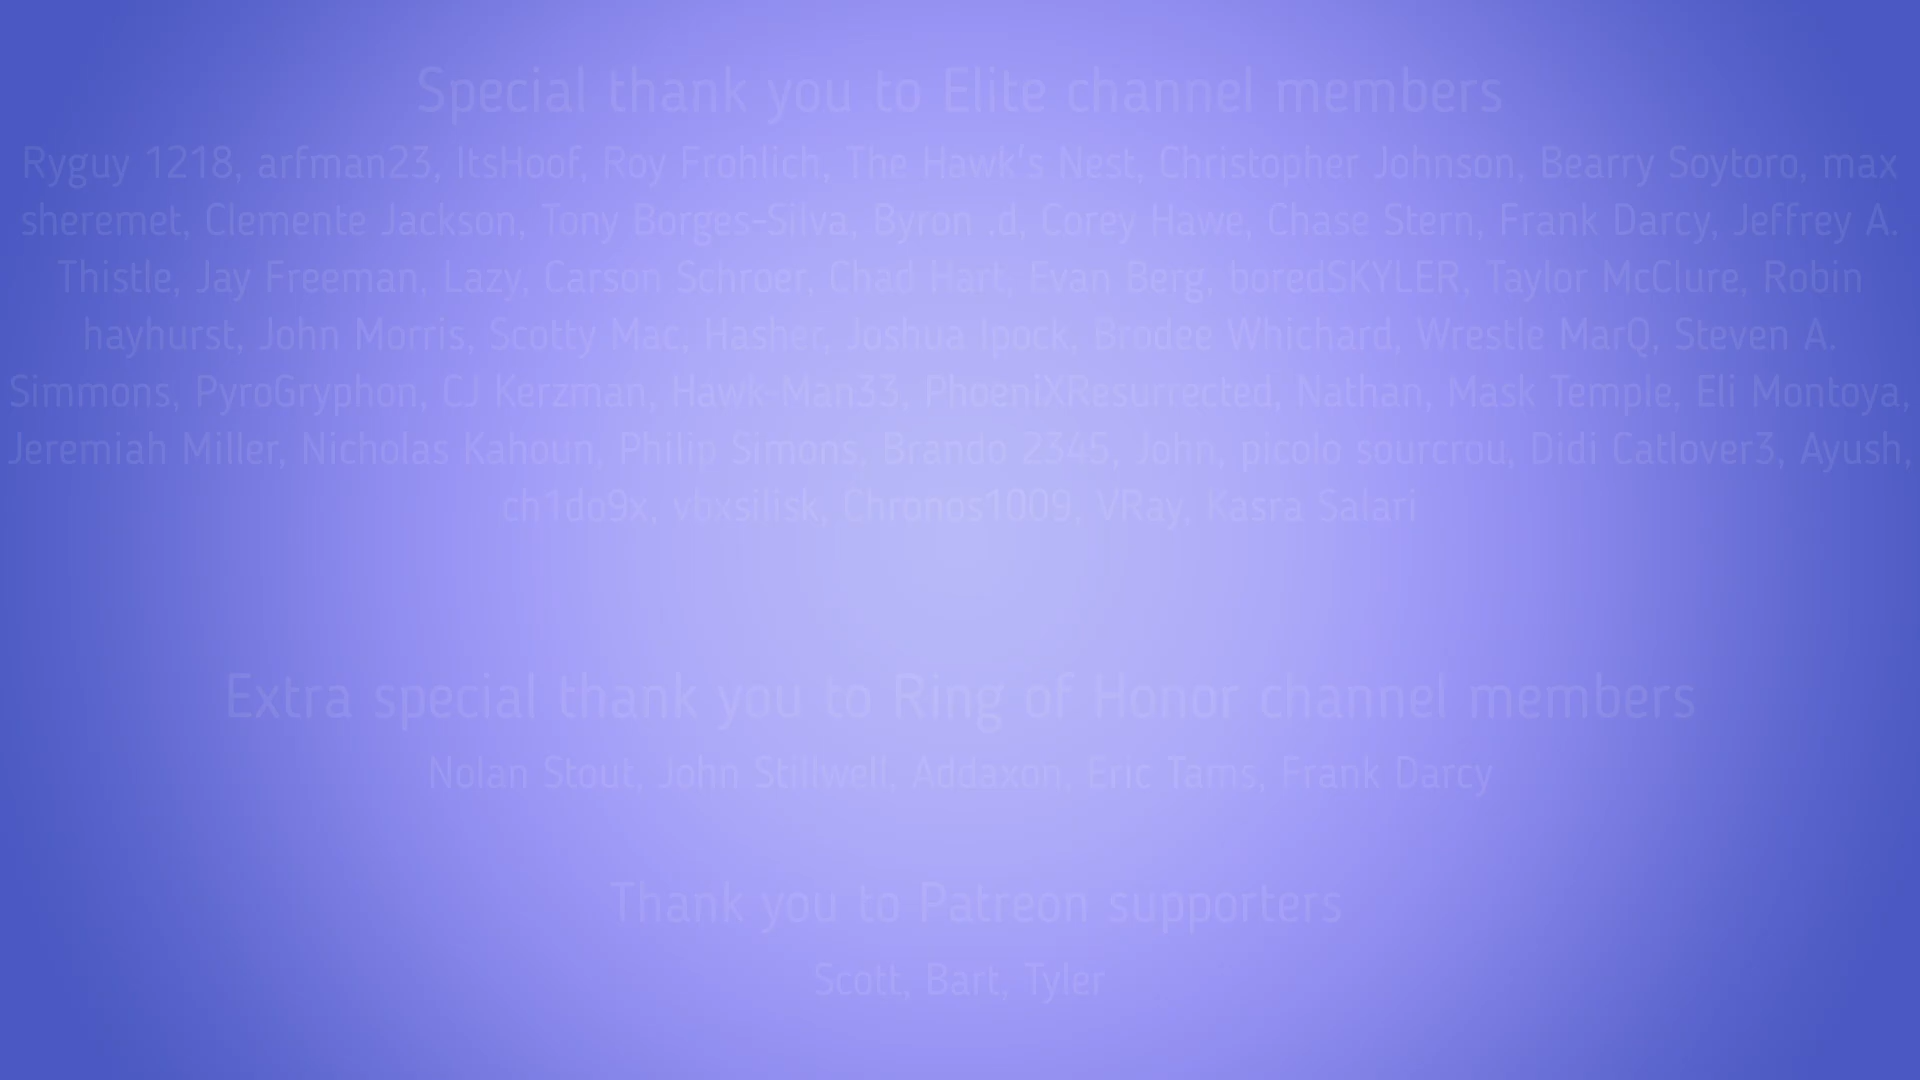 Special thank you to Elite channel members
Ryguy 1218, arfman23, ItsHoof, Roy Frohlich, The Hawk's Nest, Christopher Johnson, Bearry Soytoro, max
sheremet, Clemente Jackson, Tony Borges-Silva, Byron .d, Corey Hawe, Chase Stern, Frank Darcy, Jeffrey A.
Thistle, Jay Freeman, Lazy, Carson Schroer, Chad Hart, Evan Berg, boredSKYLER, Taylor McClure, Robin
hayhurst, John Morris, Scotty Mac, Hasher, Joshua Ipock, Brodee Whichard, Wrestle MarQ, Steven A.
Simmons, PyroGryphon, CJ Kerzman, Hawk-Man33, PhoeniXResurrected, Nathan, Mask Temple, Eli Montoya,
Jeremiah Miller, Nicholas Kahoun, Philip Simons, Brando 2345, John, picolo sourcrou, Didi Catlover3, Ayush,
ch1do9x, vbxsilisk, Chronos1009, VRay, Kasra Salari
Extra special thank you to Ring of Honor channel members
Nolan Stout, John Stillwell, Addaxon, Eric Tams, Frank Darcy
Thank you to Patreon supporters
Scott, Bart, Tyler